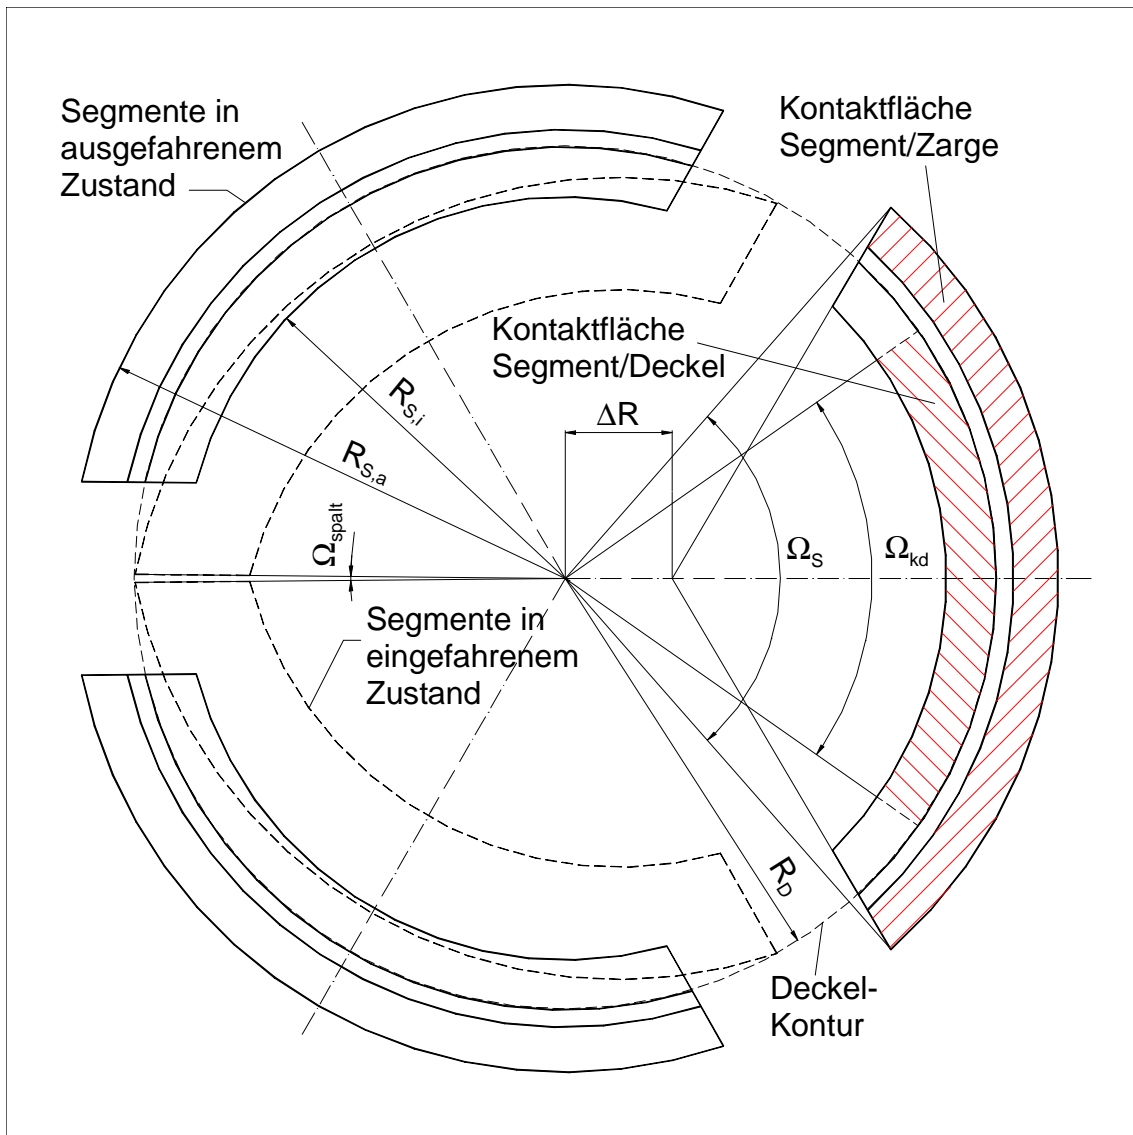 Segmente in
ausgefahrenem
Zustand
Kontaktfläche
Segment/Zarge
Kontaktfläche
Segment/Deckel
R_S,i
ΔR
R_S,a
Ω_spalt
Ω_S
Ω_kd
Segmente in
eingefahrenem
Zustand
R_D
Deckel-
Kontur